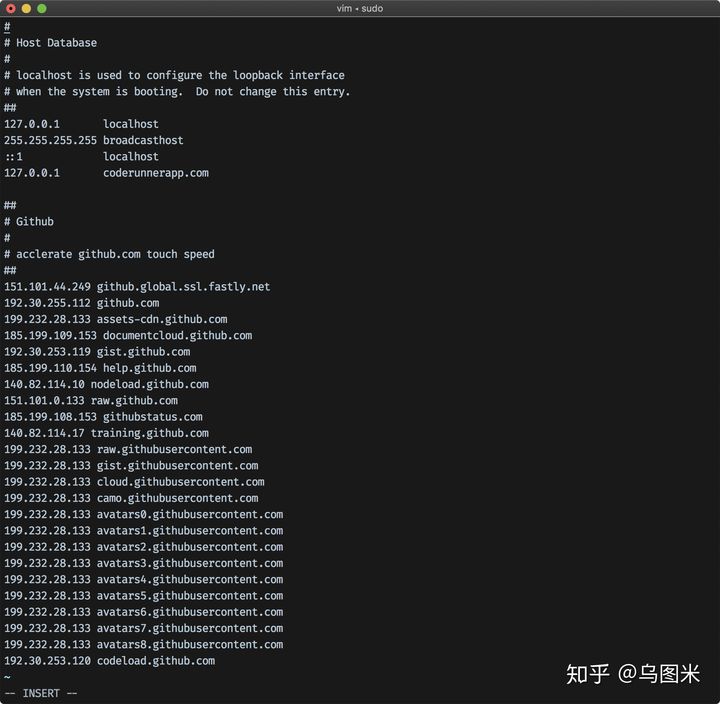 vim • sudo
#
# Host Database
#
# localhost is used to configure the loopback interface
# when the system is booting.  Do not change this entry.
##
127.0.0.1       localhost
255.255.255.255 broadcasthost
::1             localhost
127.0.0.1       coderunnerapp.com
##
# Github
#
# acclerate github.com touch speed
##
151.101.44.249 github.global.ssl.fastly.net
192.30.255.112 github.com
199.232.28.133 assets-cdn.github.com
185.199.109.153 documentcloud.github.com
192.30.253.119 gist.github.com
185.199.110.154 help.github.com
140.82.114.10 nodeload.github.com
151.101.0.133 raw.github.com
185.199.108.153 githubstatus.com
140.82.114.17 training.github.com
199.232.28.133 raw.githubusercontent.com
199.232.28.133 gist.githubusercontent.com
199.232.28.133 cloud.githubusercontent.com
199.232.28.133 camo.githubusercontent.com
199.232.28.133 avatars0.githubusercontent.com
199.232.28.133 avatars1.githubusercontent.com
199.232.28.133 avatars2.githubusercontent.com
199.232.28.133 avatars3.githubusercontent.com
199.232.28.133 avatars4.githubusercontent.com
199.232.28.133 avatars5.githubusercontent.com
199.232.28.133 avatars6.githubusercontent.com
199.232.28.133 avatars7.githubusercontent.com
199.232.28.133 avatars8.githubusercontent.com
192.30.253.120 codeload.github.com
~
-- INSERT --
知乎 @乌图米